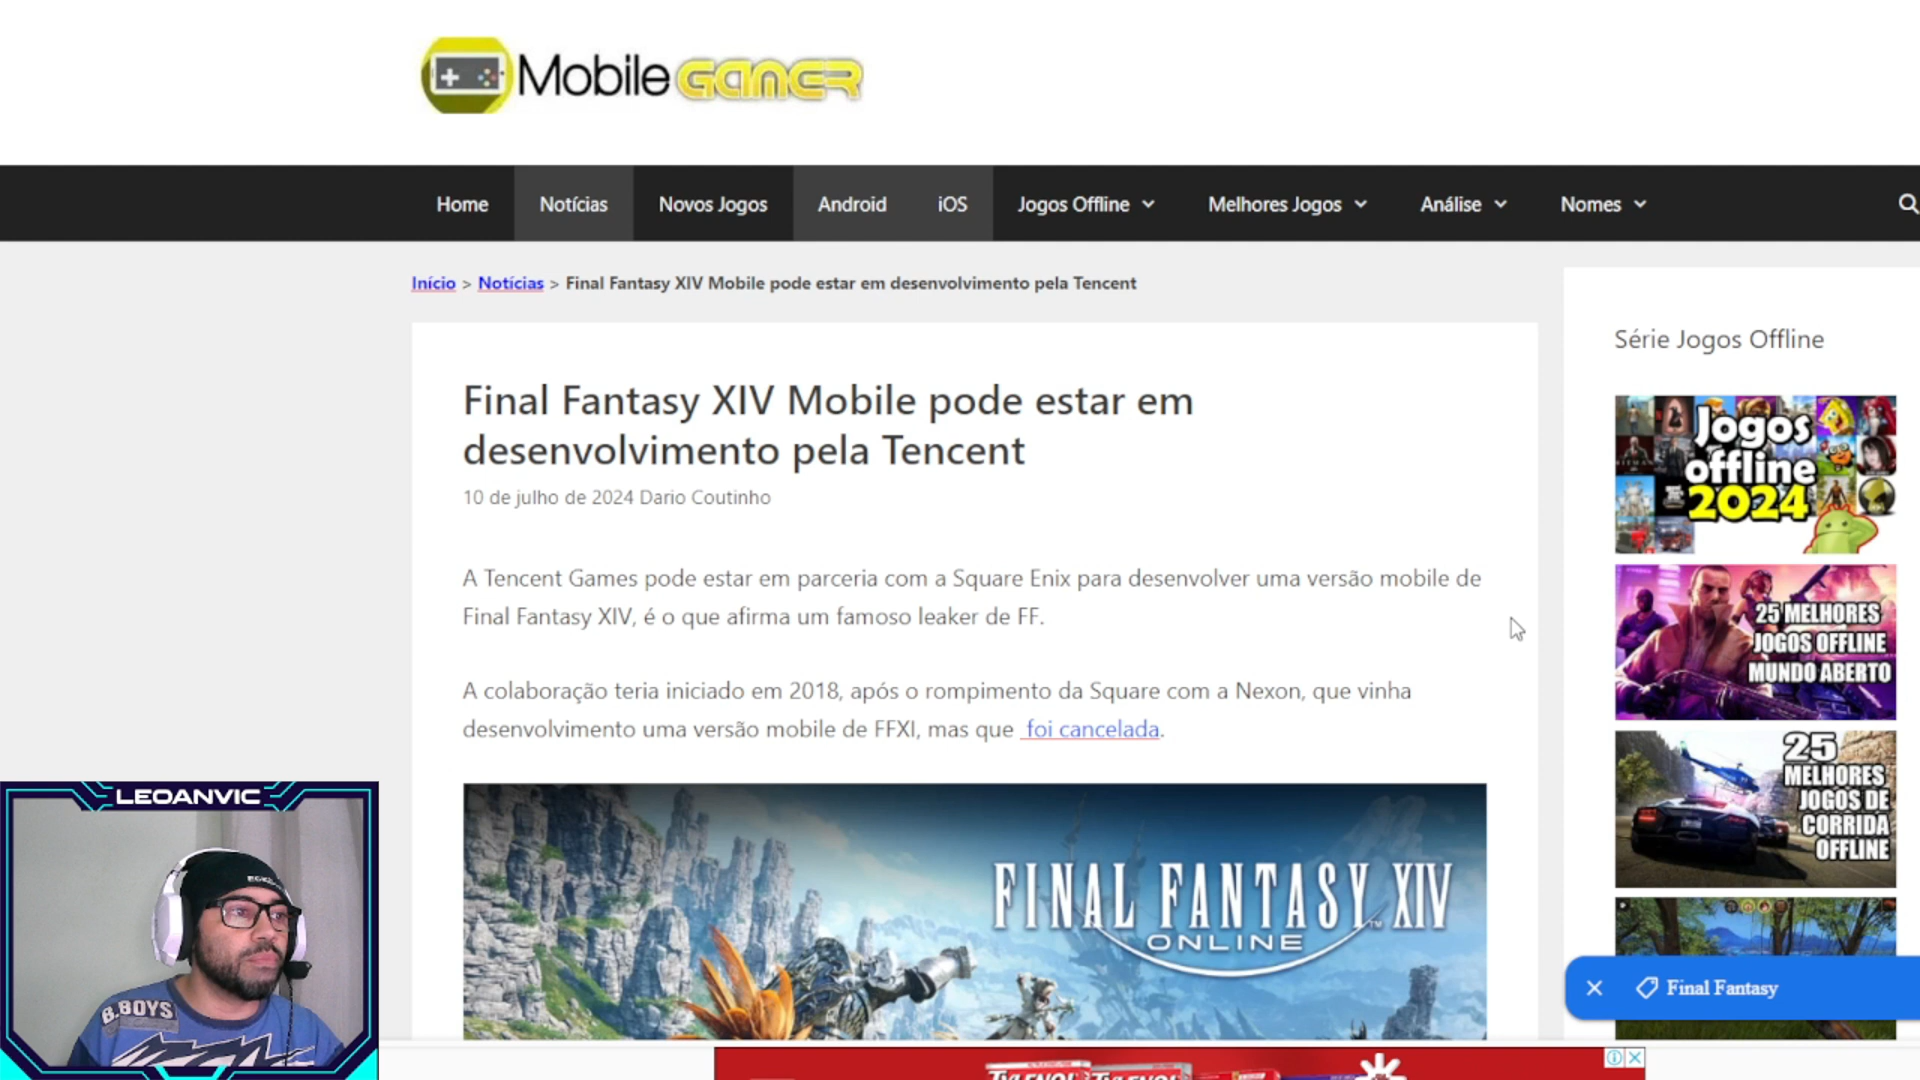 Mobile GAMER
Home Notícias Novos Jogos Android iOS Jogos Offline Melhores Jogos Análise Nomes
Início > Notícias > Final Fantasy XIV Mobile pode estar em desenvolvimento pela Tencent
Final Fantasy XIV Mobile pode estar em
desenvolvimento pela Tencent
10 de julho de 2024 Dario Coutinho
A Tencent Games pode estar em parceria com a Square Enix para desenvolver uma versão mobile de
Final Fantasy XIV, é o que afirma um famoso leaker de FF.
A colaboração teria iniciado em 2018, após o rompimento da Square com a Nexon, que vinha
desenvolvimento uma versão mobile de FFXI, mas que foi cancelada.
FINAL FANTASY XIV
ONLINE
Série Jogos Offline
Jogos
offline
2024
25 MELHORES
JOGOS OFFLINE
MUNDO ABERTO
25
MELHORES
JOGOS DE
CORRIDA
OFFLINE
Final Fantasy
LEOANVIC
B.BOYS
TYLENOL TYLENOL